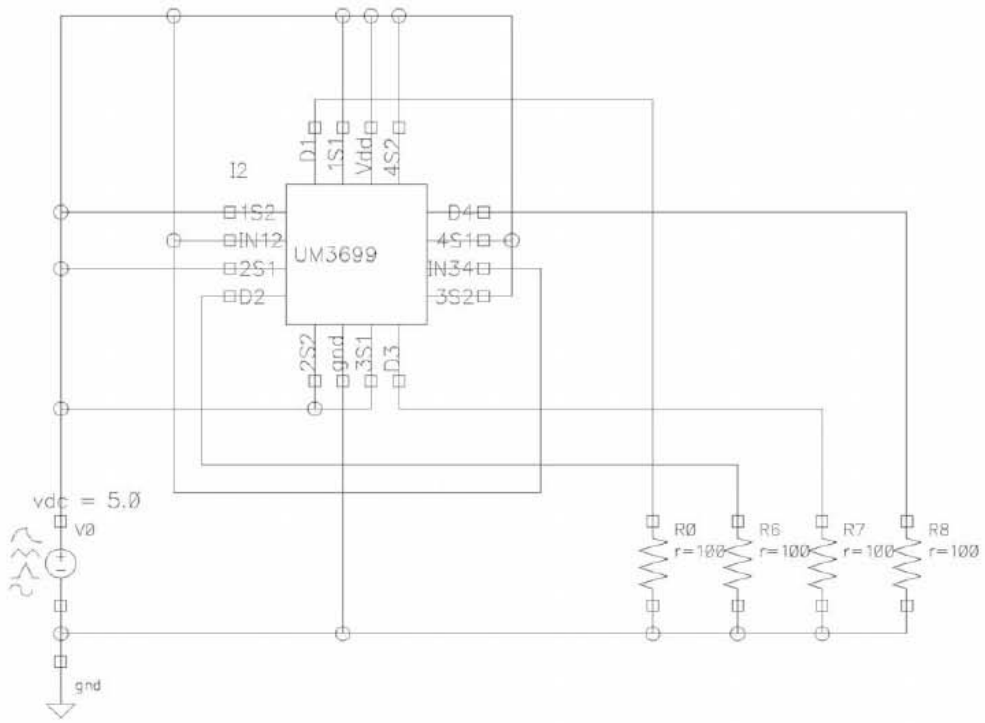 D1
1S1
Vdd
4S2
I2
1S2
IN12
2S1
D2
UM3699
D4
4S1
IN34
3S2
2S2
gnd
3S1
D3
vdc = 5.0
V0
R0
r=100
R6
r=100
R7
r=100
R8
r=100
gnd